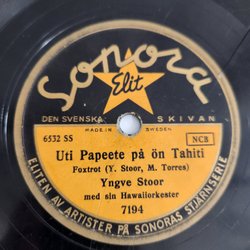 Sonora
Elit
DEN SVENSKA SKIVAN
MADE IN SWEDEN
6532 SS
NCB
Uti Papeete på ön Tahiti
Foxtrot (Y. Stoor, M. Torres)
Yngve Stoor
med sin Hawaiiorkester
7194
ELITEN AV ARTISTER PÅ SONORAS STJÄRNSERIE